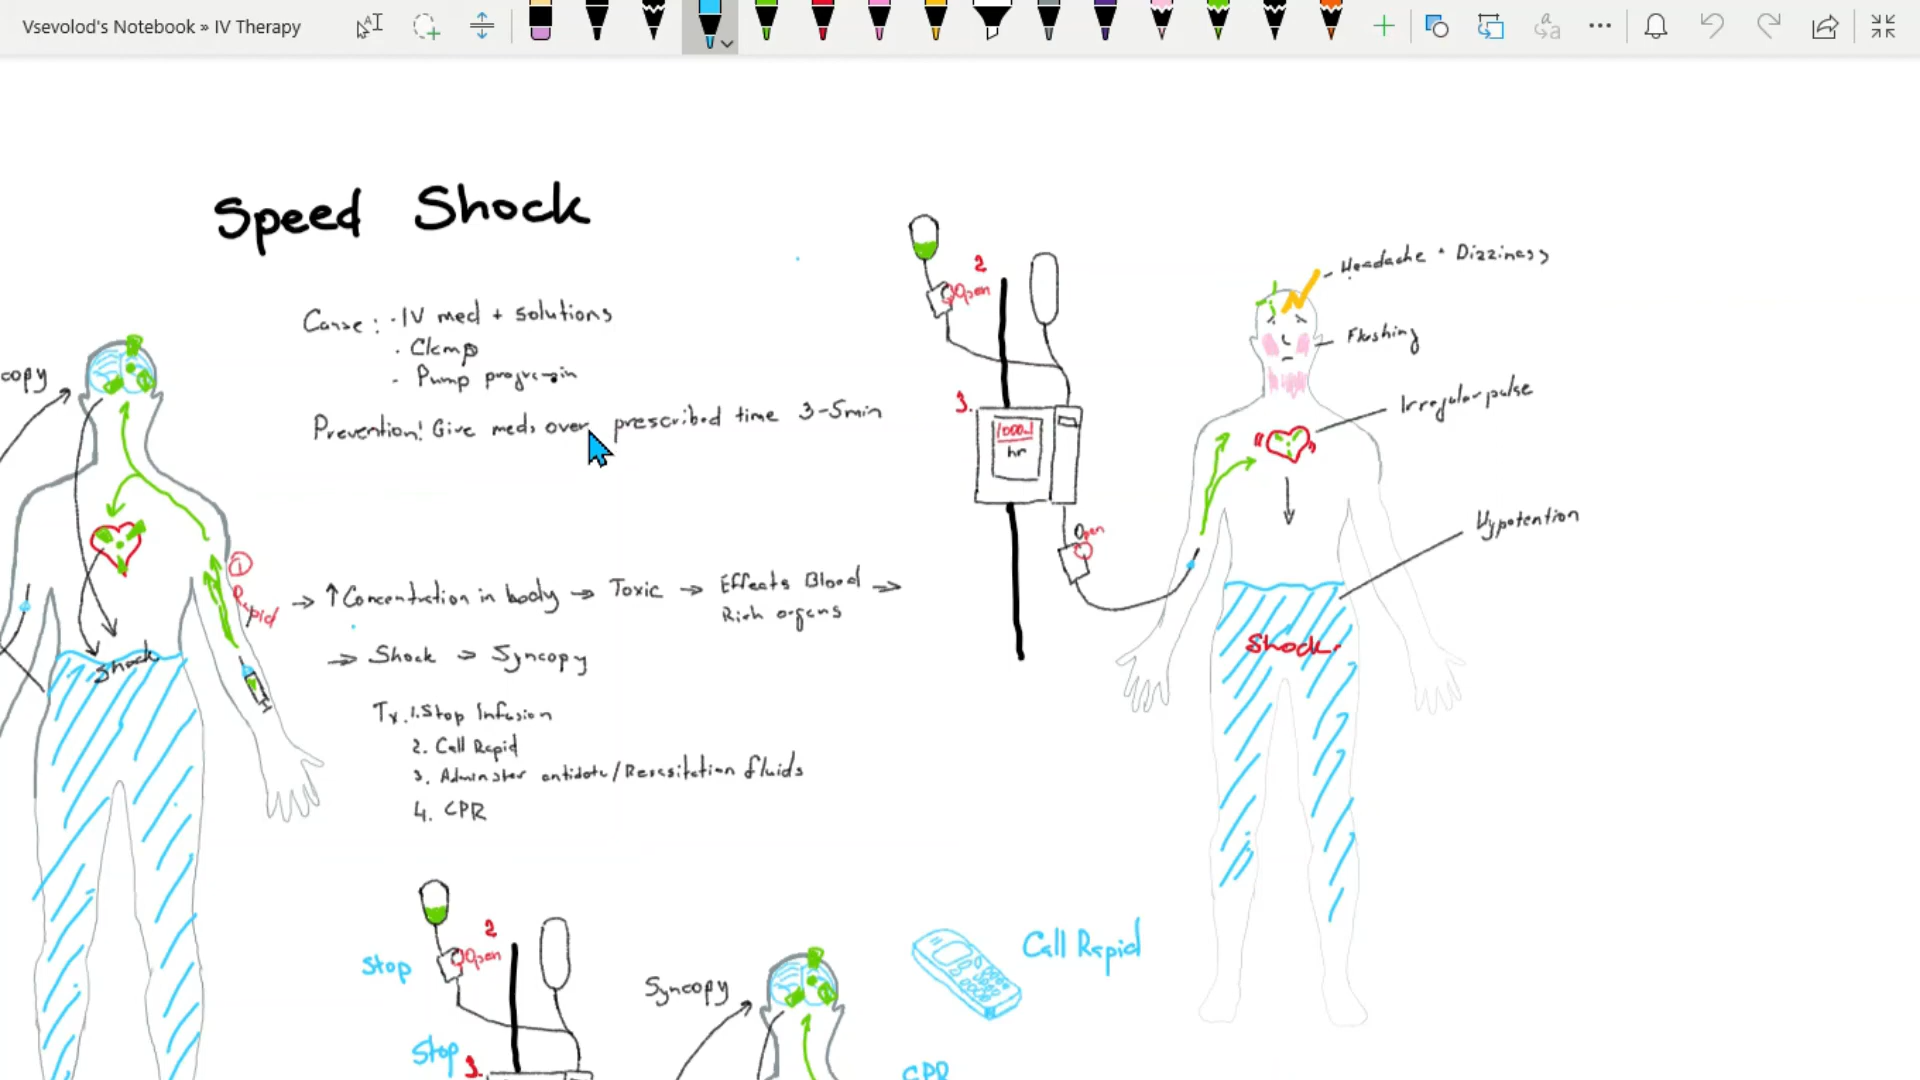 Vsevolod's Notebook » IV Therapy
Speed Shock
Cause: - IV med + Solutions
- Clamp
- Pump
Prevention! Give meds over prescribed time 3-5min
→ ↑ Concentration in body → Toxic → Effects Blood Rich organs →
→ Shock → Syncopy
Tx. 1. Stop Infusion
2. Call Rapid
3. Administer antidote/Resesitation fluids
4. CPR
copy
① Rapid
Shock
2
Open
3.
1000ml
hr
Open
Headache + Dizziness
Flushing
Irregular pulse
Hypotention
Shock
Stop
2
Open
Stop
3.
Syncopy
Call Rapid
CPR